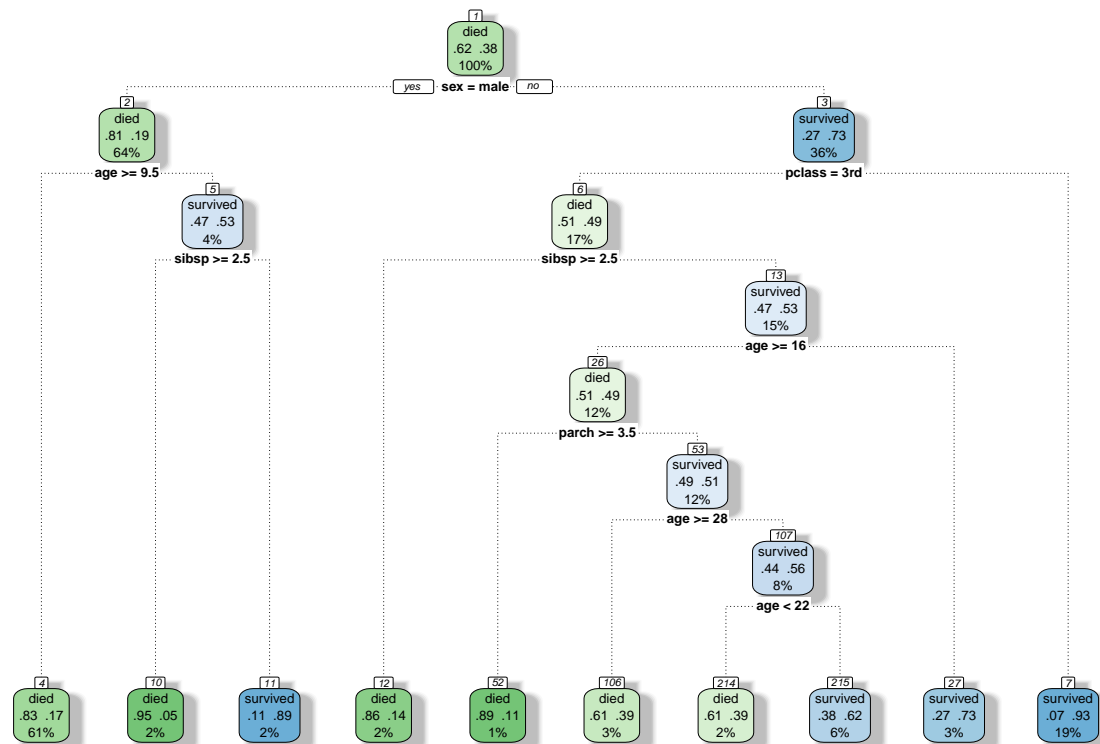 1
died
.62 .38
100%
yes sex = male no
2
died
.81 .19
64%
age >= 9.5
3
survived
.27 .73
36%
pclass = 3rd
5
survived
.47 .53
4%
sibsp >= 2.5
6
died
.51 .49
17%
sibsp >= 2.5
13
survived
.47 .53
15%
age >= 16
26
died
.51 .49
12%
parch >= 3.5
53
survived
.49 .51
12%
age >= 28
107
survived
.44 .56
8%
age < 22
4
died
.83 .17
61%
10
died
.95 .05
2%
11
survived
.11 .89
2%
12
died
.86 .14
2%
52
died
.89 .11
1%
106
died
.61 .39
3%
214
died
.61 .39
2%
215
survived
.38 .62
6%
27
survived
.27 .73
3%
7
survived
.07 .93
19%